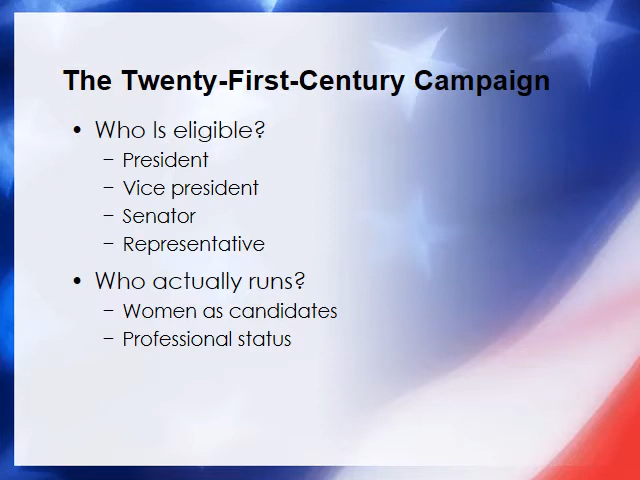 The Twenty-First-Century Campaign
• Who Is eligible?
– President
– Vice president
– Senator
– Representative
• Who actually runs?
– Women as candidates
– Professional status